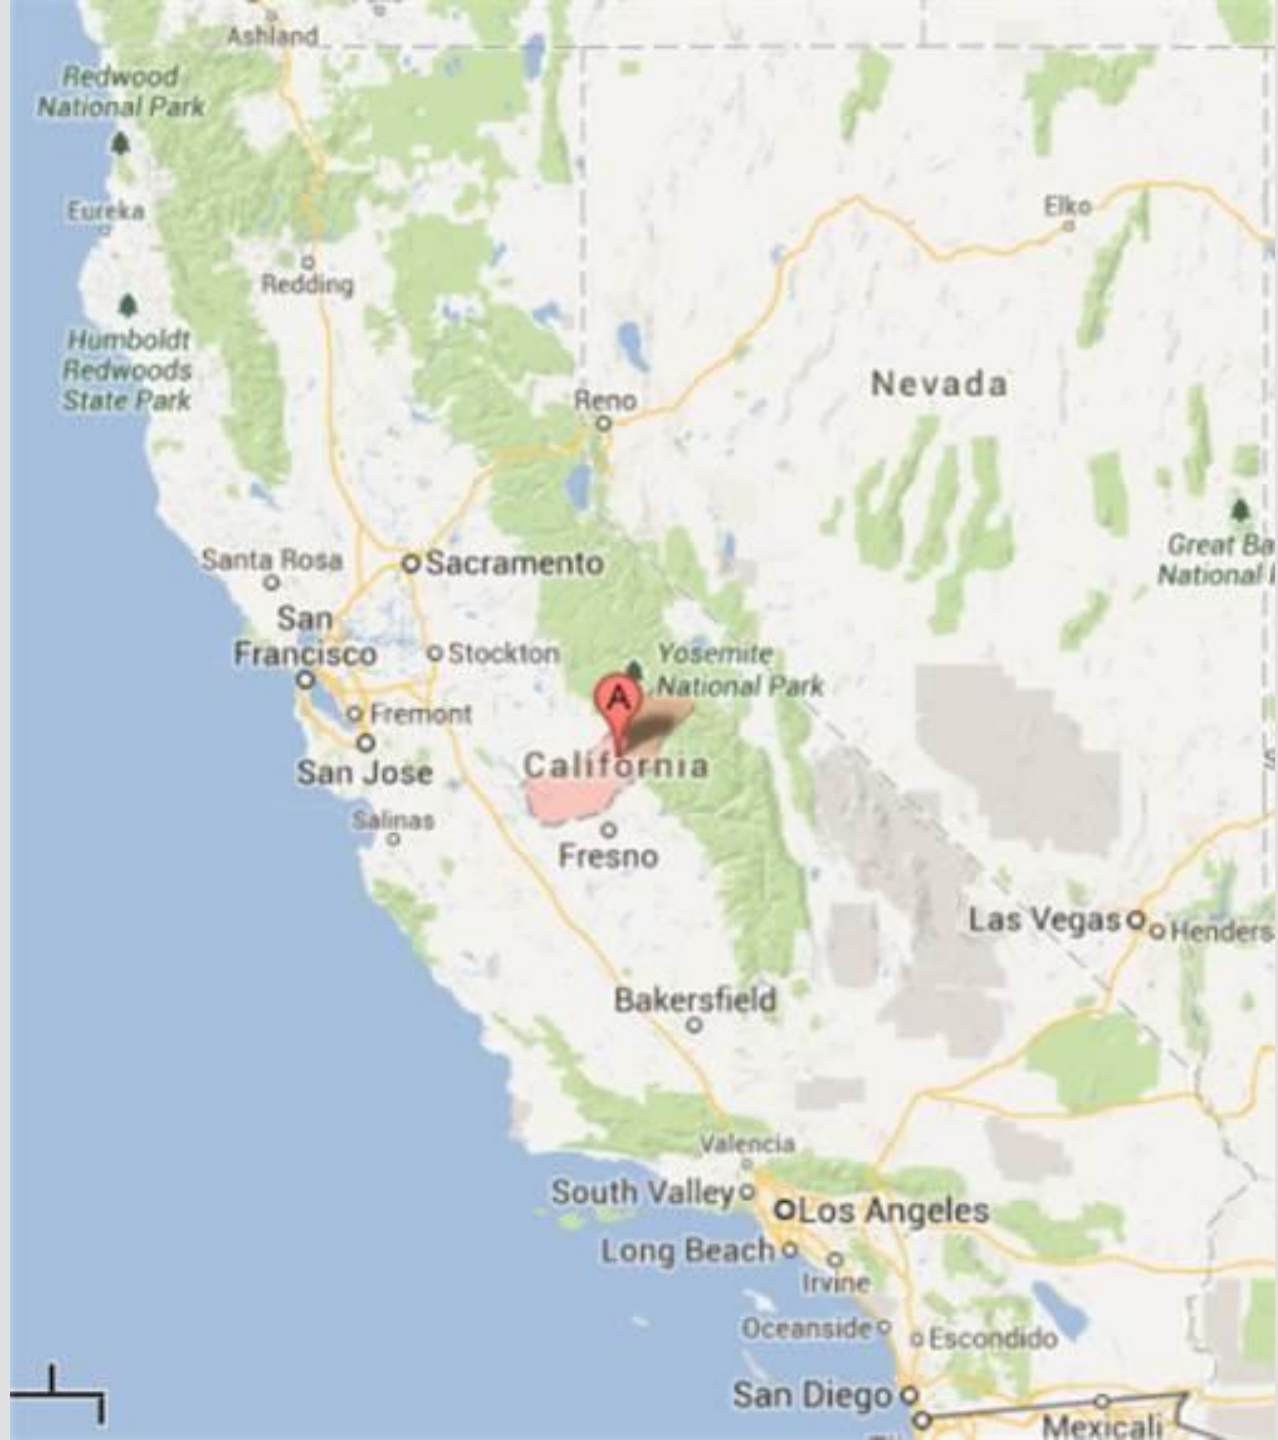 Ashland
Redwood
National Park
Eureka
Elko
Redding
Humboldt
Redwoods
State Park
Nevada
Reno
Santa Rosa
Sacramento
Great Ba
National
San
Francisco
Stockton
Yosemite
National Park
A
Fremont
California
San Jose
Salinas
Fresno
Las Vegas
Henders
Bakersfield
Valencia
South Valley
Los Angeles
Long Beach
Irvine
Oceanside
Escondido
San Diego
Mexicali